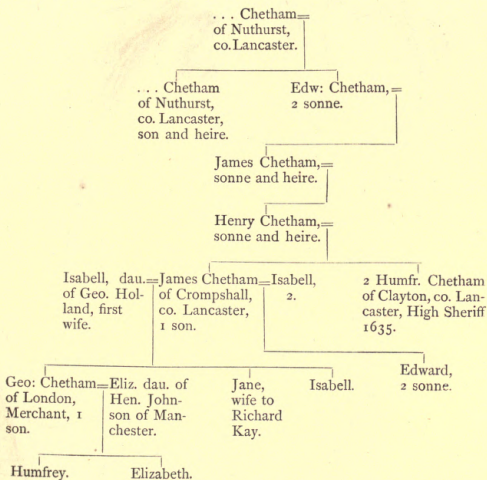 . . . Chetham=
of Nuthurst,
co. Lancaster.
. . . Chetham
of Nuthurst,
co. Lancaster,
son and heire.
Edw: Chetham,=
2 sonne.
James Chetham,=
sonne and heire.
Henry Chetham,=
sonne and heire.
Isabell, dau.=
of Geo. Hol-
land, first
wife.
James Chetham=
of Crompshall,
co. Lancaster,
1 son.
Isabell,
2.
2 Humfr. Chetham
of Clayton, co. Lan-
caster, High Sheriff
1635.
Geo: Chetham=
of London,
Merchant, 1
son.
Eliz. dau. of
Hen. John-
son of Man-
chester.
Jane,
wife to
Richard
Kay.
Isabell.
Edward,
2 sonne.
Humfrey.
Elizabeth.